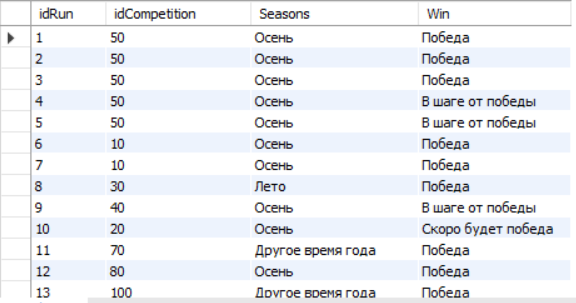 idRun idCompetition Seasons Win
1 50 Осень Победа
2 50 Осень Победа
3 50 Осень Победа
4 50 Осень В шаге от победы
5 50 Осень В шаге от победы
6 10 Осень Победа
7 10 Осень Победа
8 30 Лето Победа
9 40 Осень В шаге от победы
10 20 Осень Скоро будет победа
11 70 Другое время года Победа
12 80 Осень Победа
13 100 Другое время года Победа